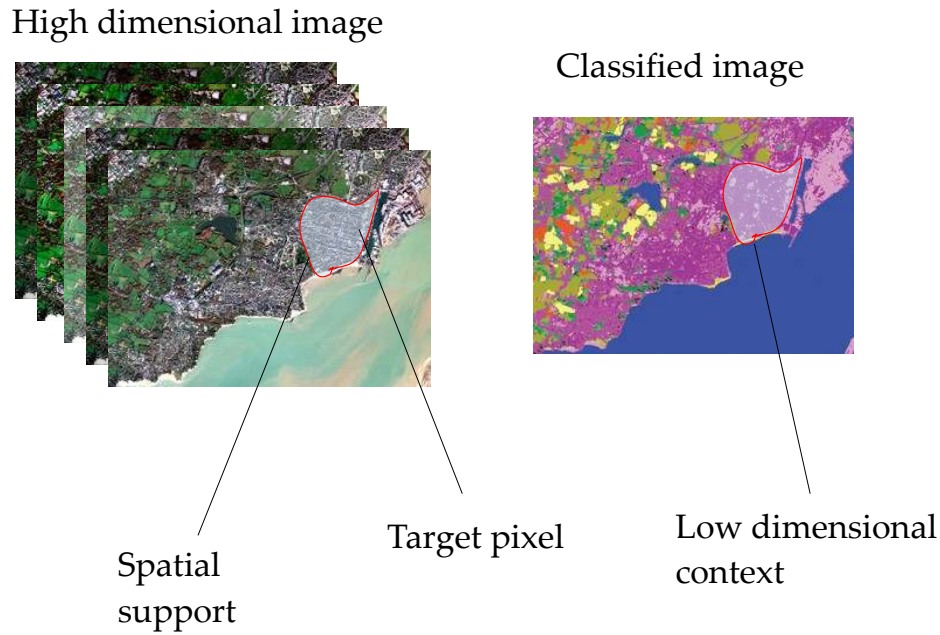 High dimensional image
Classified image
Target pixel
Low dimensional
context
Spatial
support